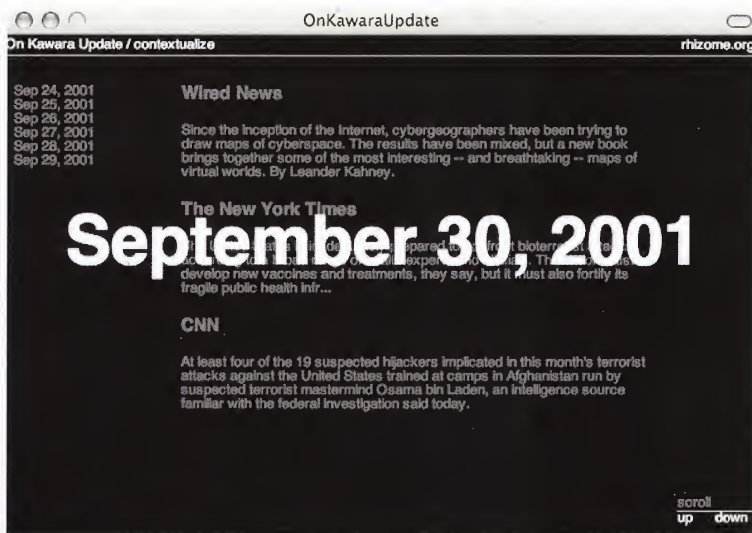 OnKawaraUpdate
On Kawara Update / contextualize
rhizome.org
Sep 24, 2001
Sep 25, 2001
Sep 26, 2001
Sep 27, 2001
Sep 28, 2001
Sep 29, 2001
Wired News
Since the inception of the Internet, cybergeographers have been trying to
draw maps of cyberspace. The results have been mixed, but a new book
brings together some of the most interesting -- and breathtaking -- maps of
virtual worlds. By Leander Kahney.
The New York Times
September 30, 2001
bioterrorist
develop new vaccines and treatments, they say, but it must also fortify its
fragile public health infr...
CNN
At least four of the 19 suspected hijackers implicated in this month's terrorist
attacks against the United States trained at camps in Afghanistan run by
suspected terrorist mastermind Osama bin Laden, an intelligence source
familiar with the federal investigation said today.
scroll
up down